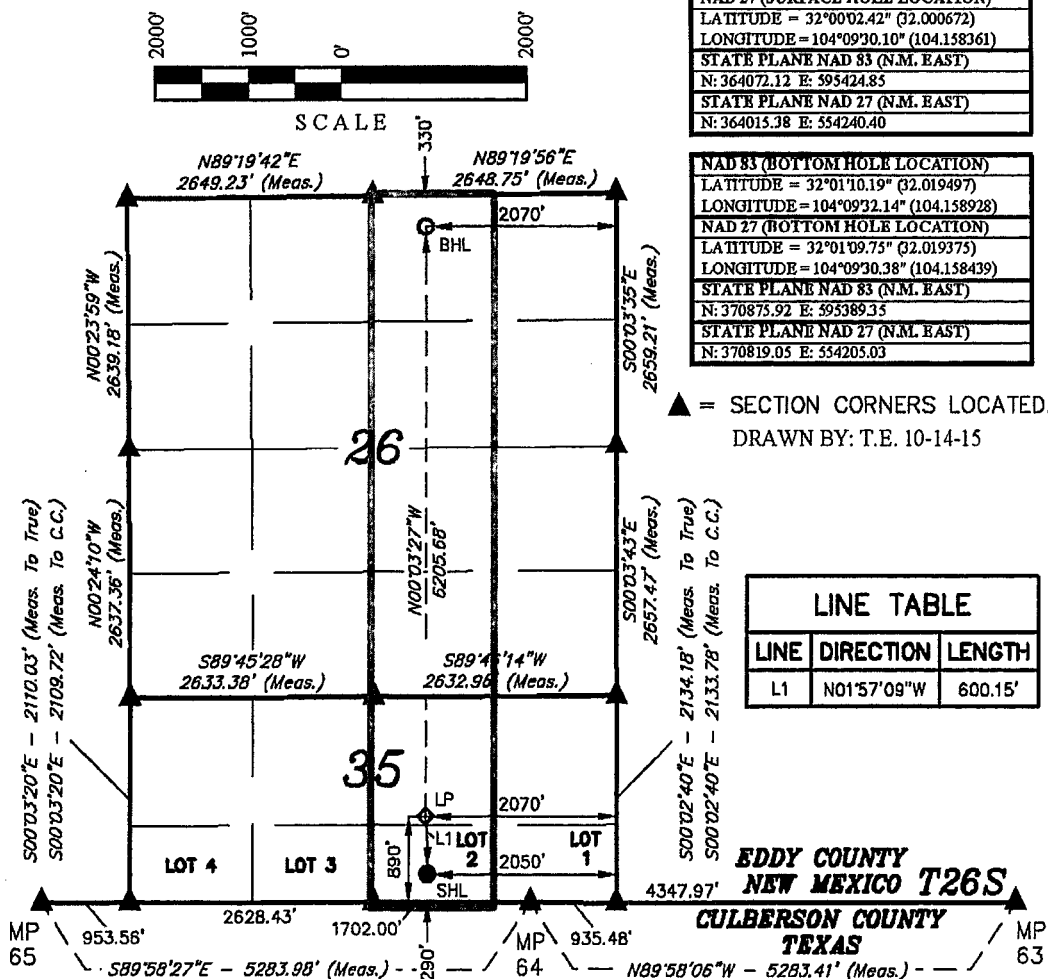 2000'
1000'
0'
2000'
SCALE
NAD 27 (SURFACE HOLE LOCATION)
LATITUDE = 32°00'02.42" (32.000672)
LONGITUDE = 104°09'30.10" (104.158361)
STATE PLANE NAD 83 (N.M. EAST)
N: 364072.12 E: 595424.85
STATE PLANE NAD 27 (N.M. EAST)
N: 364015.38 E: 554240.40
NAD 83 (BOTTOM HOLE LOCATION)
LATITUDE = 32°01'10.19" (32.019497)
LONGITUDE = 104°09'32.14" (104.158928)
NAD 27 (BOTTOM HOLE LOCATION)
LATITUDE = 32°01'09.75" (32.019375)
LONGITUDE = 104°09'30.38" (104.158439)
STATE PLANE NAD 83 (N.M. EAST)
N: 370875.92 E: 595389.35
STATE PLANE NAD 27 (N.M. EAST)
N: 370819.05 E: 554205.03
▲ = SECTION CORNERS LOCATED.
DRAWN BY: T.E. 10-14-15
N89°19'42"E
2649.23' (Meas.)
330'
N89°19'56"E
2648.75' (Meas.)
2070'
BHL
N00°23'59"W
2639.18' (Meas.)
S00°03'35"E
2659.21' (Meas.)
26
N00°03'27"W
6205.68'
N00°24'10"W
2637.36' (Meas.)
S00°03'43"E
2657.47' (Meas.)
S00°03'20"E - 2110.03' (Meas. To True)
S00°03'20"E - 2109.72' (Meas. To C.C.)
S00°02'40"E - 2134.18' (Meas. To True)
S00°02'40"E - 2133.78' (Meas. To C.C.)
S89°45'28"W
2633.38' (Meas.)
S89°45'14"W
2632.98' (Meas.)
LINE TABLE
LINE DIRECTION LENGTH
L1 N01°57'09"W 600.15'
35
LP
2070'
L1
890'
LOT 4
LOT 3
LOT 2
LOT 1
2050'
SHL
EDDY COUNTY
NEW MEXICO T26S
4347.97'
CULBERSON COUNTY
TEXAS
2628.43'
1702.00'
MP 65
953.56'
S89°58'27"E - 5283.98' (Meas.)
290'
MP 64
935.48'
N89°58'06"W - 5283.41' (Meas.)
MP 63